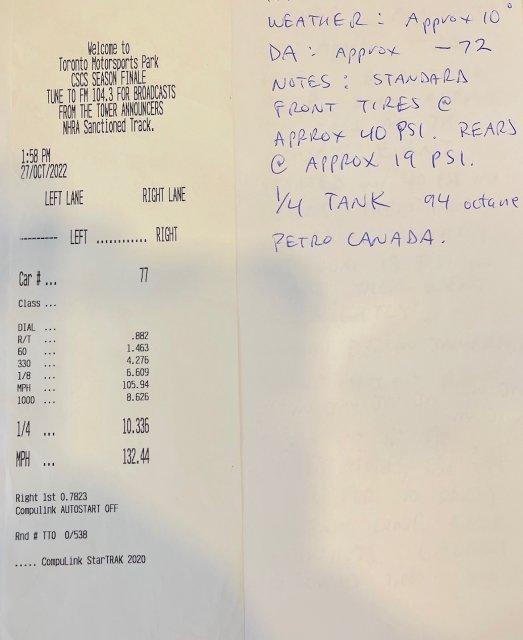 Welcome to
Toronto Motorsports Park
CSCS SEASON FINALE
TUNE TO FM 104.3 FOR BROADCASTS
FROM THE TOWER ANNOUNCERS
NHRA Sanctioned Track.
1:58 PM
27/OCT/2022
LEFT LANE RIGHT LANE
--------- LEFT ............ RIGHT
Car # ... 77
Class ...
DIAL ...
R/T ... .882
60 ... 1.463
330 ... 4.276
1/8 ... 6.609
MPH ... 105.94
1000 ... 8.626
1/4 ... 10.336
MPH ... 132.44
Right 1st 0.7823
Compulink AUTOSTART OFF
Rnd # TTO 0/538
..... CompuLink StarTRAK 2020
WEATHER: Approx 10°
DA: Approx -72
NOTES: STANDARD
FRONT TIRES @
APPROX 40 PSI. REARS
@ APPROX 19 PSI.
1/4 TANK 94 octane
PETRO CANADA.